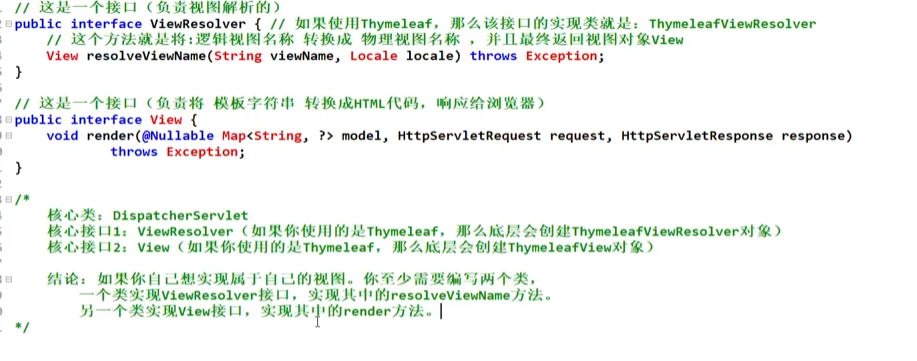 // 这是一个接口（负责视图解析的）
public interface ViewResolver { // 如果使用Thymeleaf，那么该接口的实现类就是：ThymeleafViewResolver
// 这个方法就是将：逻辑视图名称 转换成 物理视图名称 ，并且最终返回视图对象View
View resolveViewName(String viewName, Locale locale) throws Exception;
}
// 这是一个接口（负责将 模板字符串 转换成HTML代码，响应给浏览器）
public interface View {
void render(@Nullable Map<String, ?> model, HttpServletRequest request, HttpServletResponse response)
throws Exception;
}
/*
核心类：DispatcherServlet
核心接口1：ViewResolver（如果你使用的是Thymeleaf，那么底层会创建ThymeleafViewResolver对象）
核心接口2：View（如果你使用的是Thymeleaf，那么底层会创建ThymeleafView对象）
结论：如果你自己想实现属于自己的视图。你至少需要编写两个类，
一个类实现ViewResolver接口，实现其中的resolveViewName方法。
另一个类实现View接口，实现其中的render方法。
*/